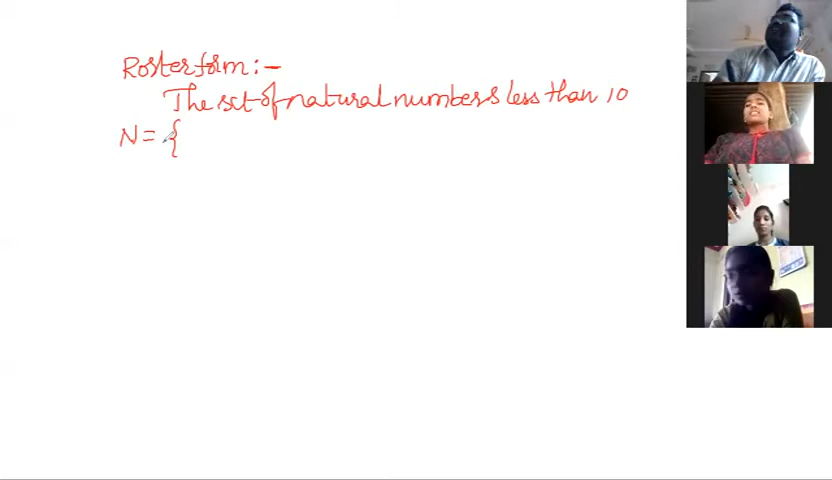 Roster form :-
The set of natural numbers less than 10
N = {